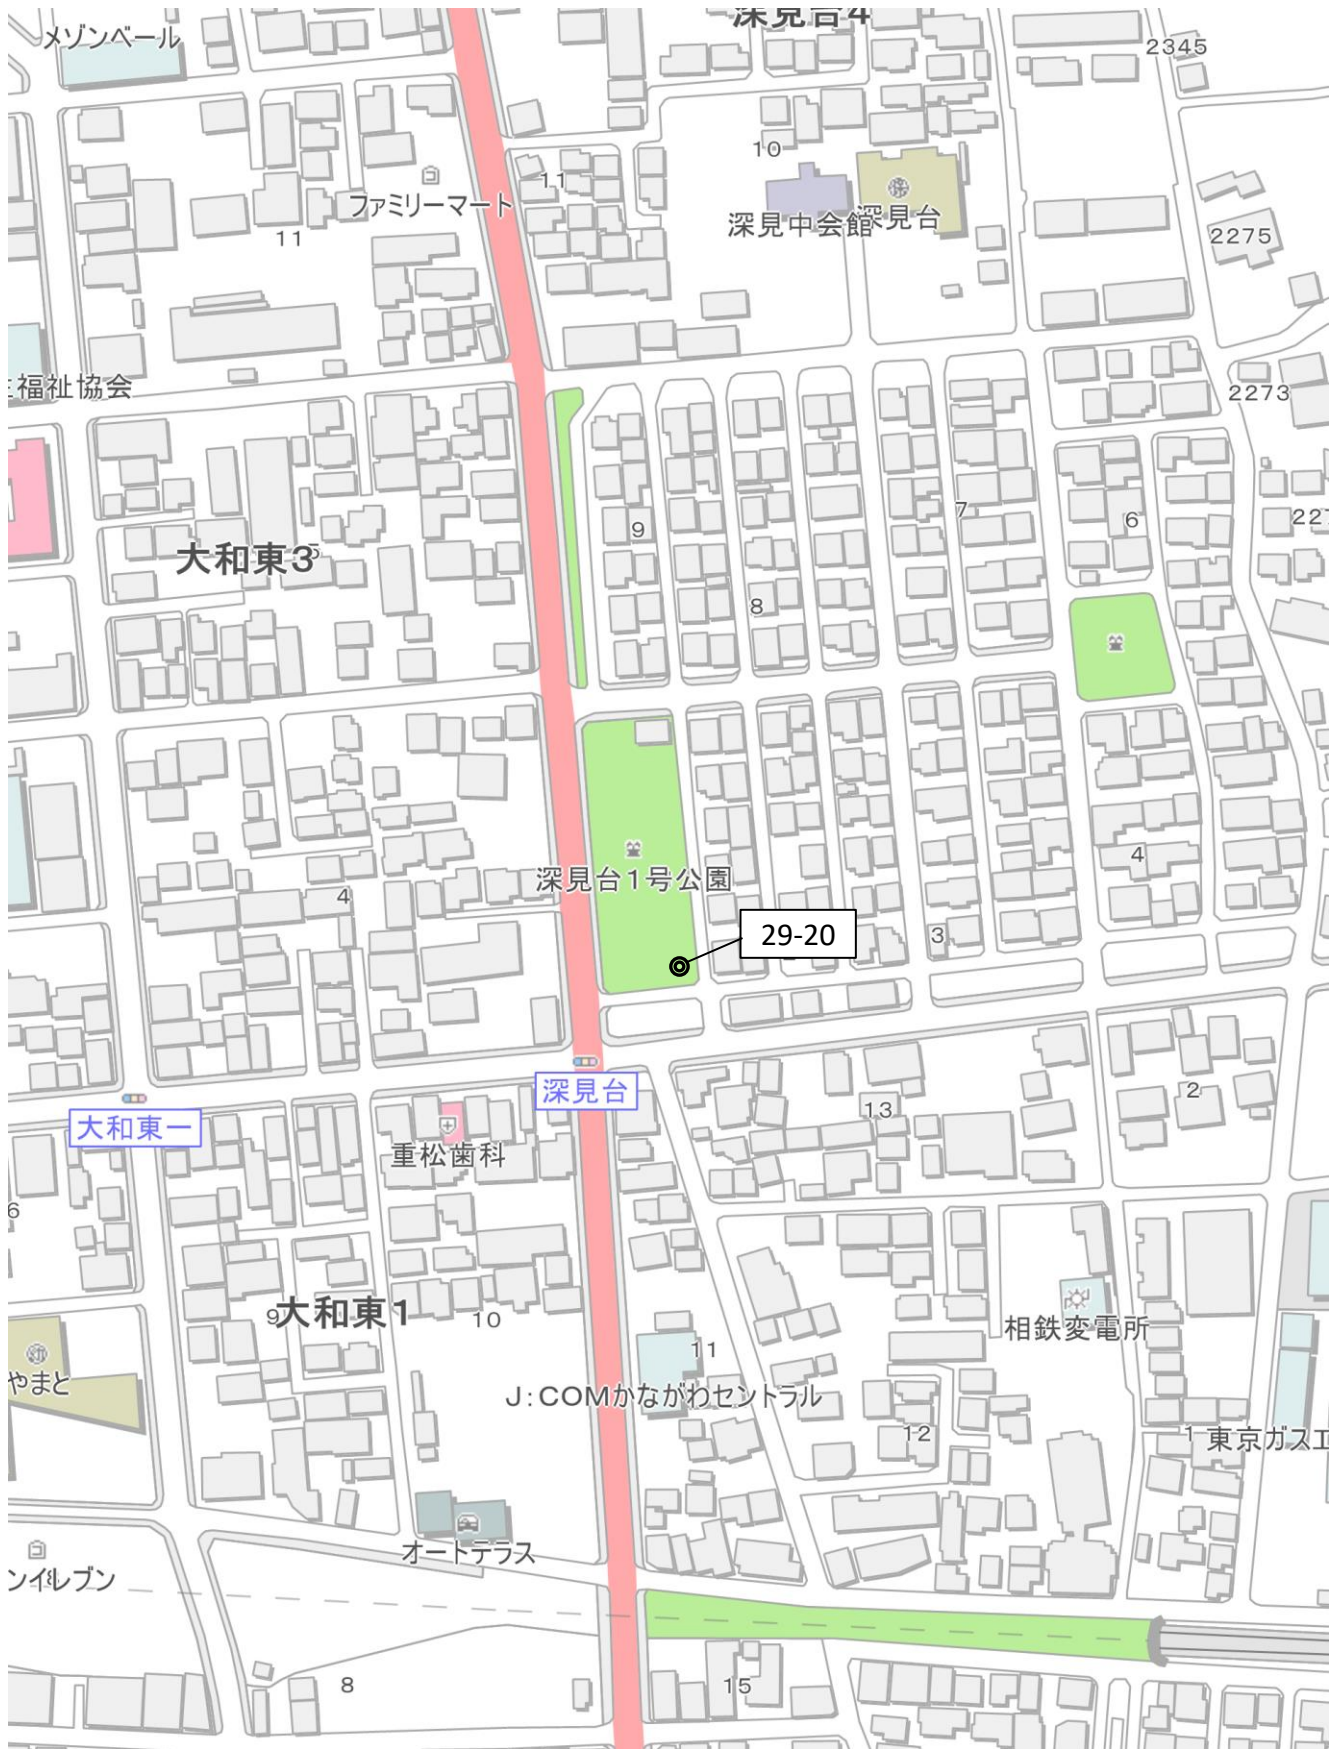 深見台4
メゾンベール
2345
10
11
ファミリーマート
深見中会館
深見台
11
2275
福祉協会
2273
9
7
6
227
大和東3
8
深見台1号公園
4
4
29-20
3
深見台
大和東一
2
13
重松歯科
6
大和東1
9
10
相鉄変電所
11
やまと
J:COMかながわセントラル
12
1
東京ガスエ
オートテラス
ンイレブン
8
15